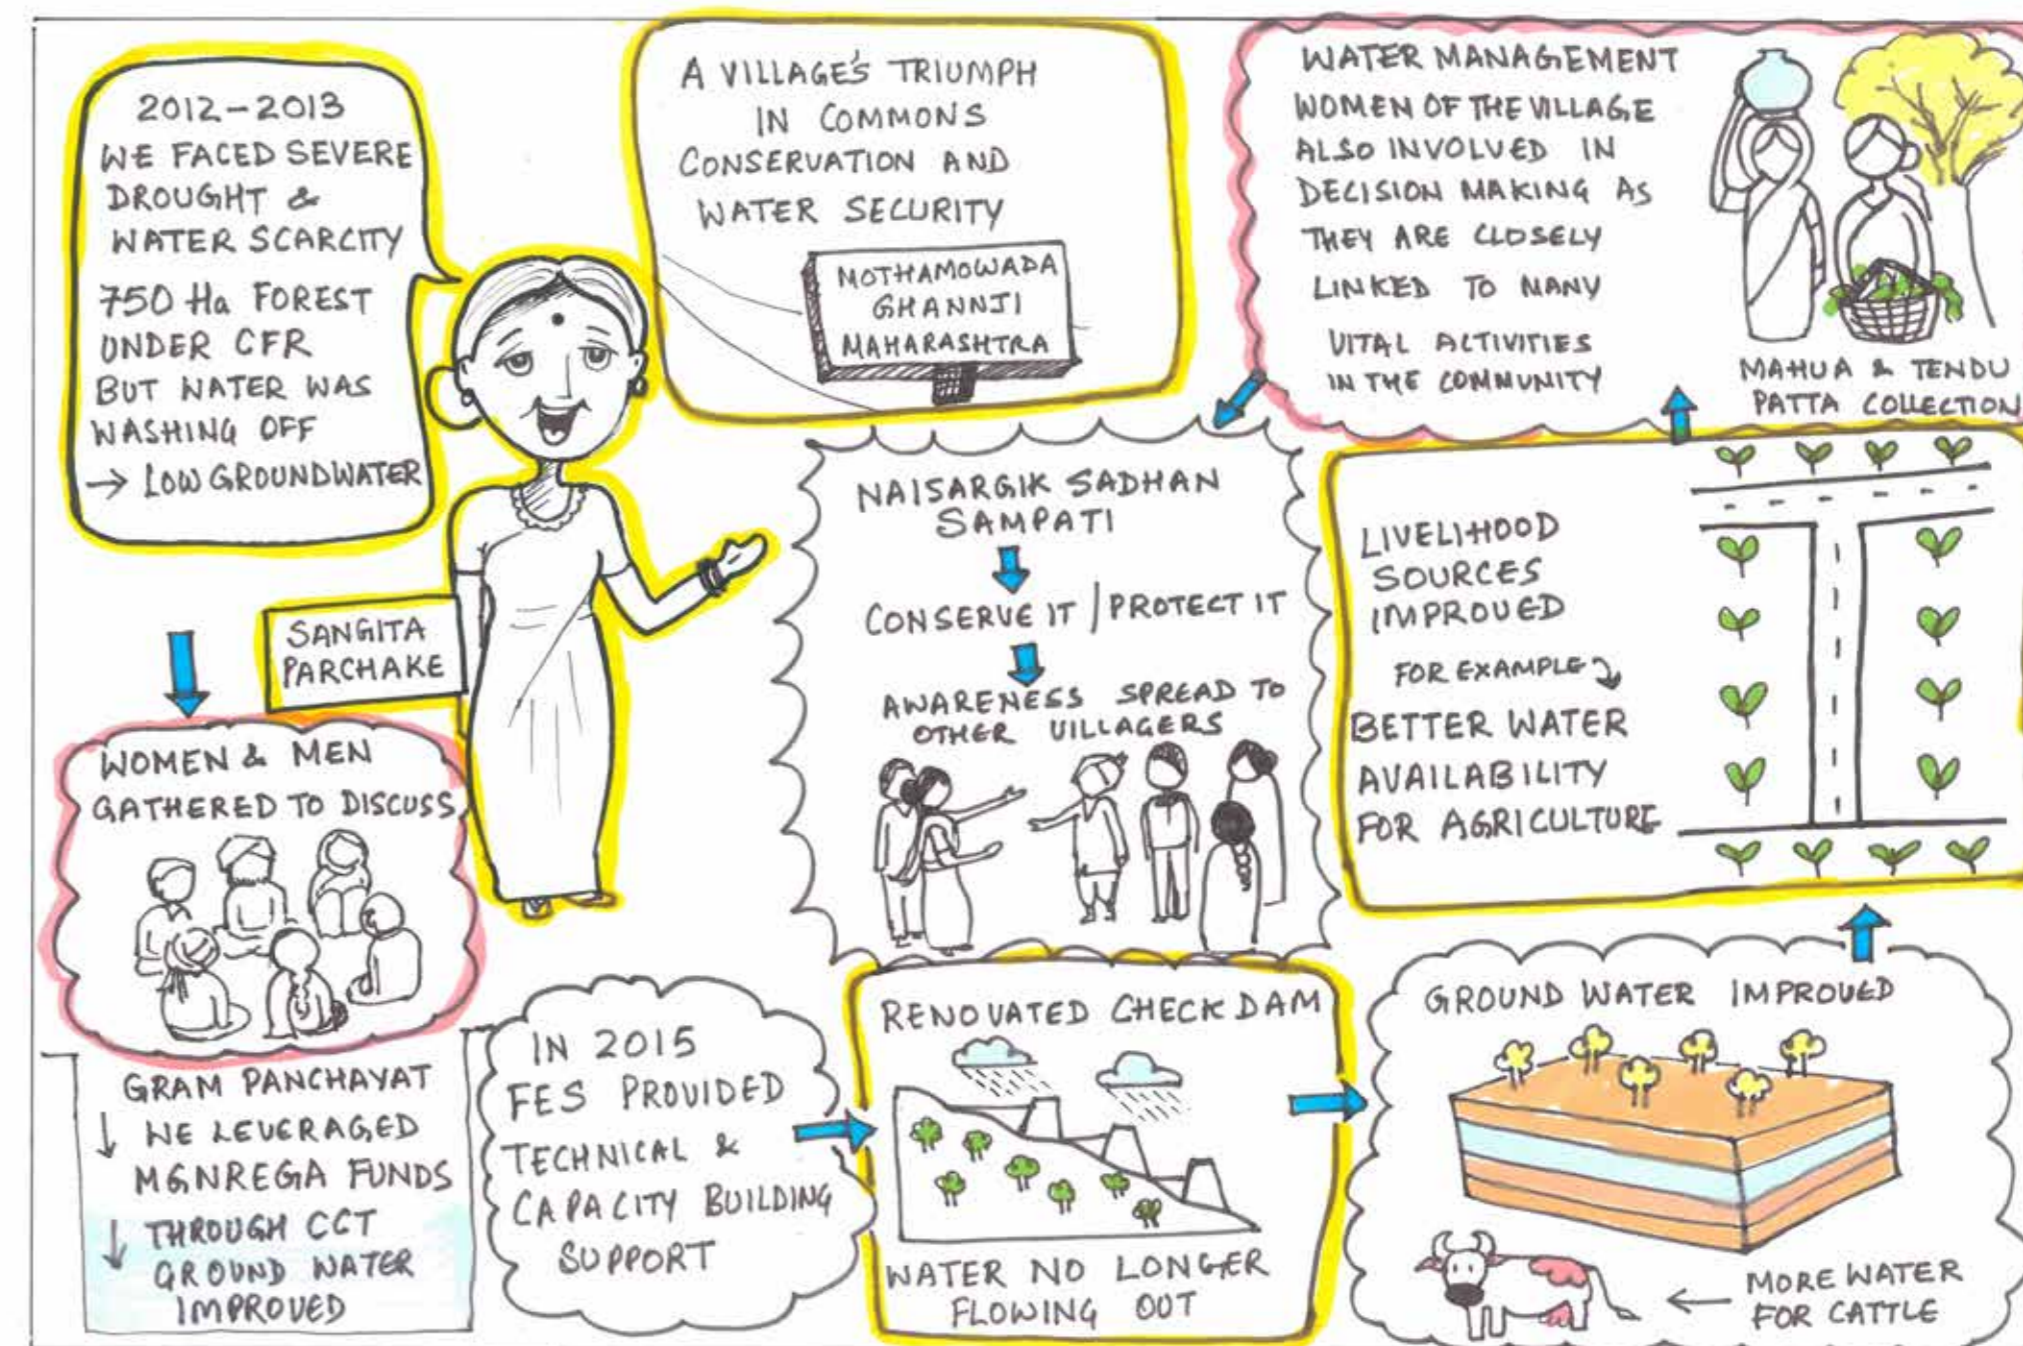 2012-2013
WE FACED SEVERE
DROUGHT &
WATER SCARCITY
750 Ha FOREST
UNDER CFR
BUT WATER WAS
WASHING OFF
→ LOW GROUNDWATER
A VILLAGE'S TRIUMPH
IN COMMONS
CONSERVATION AND
WATER SECURITY
MOTHAMOWADA
GHANNJI
MAHARASHTRA
SANGITA
PARCHAKE
WOMEN & MEN
GATHERED TO DISCUSS
GRAM PANCHAYAT
↓ WE LEVERAGED
MGNREGA FUNDS
↓ THROUGH CCT
GROUND WATER
IMPROVED
IN 2015
FES PROVIDED
TECHNICAL &
CAPACITY BUILDING
SUPPORT
RENOVATED CHECK DAM
WATER NO LONGER
FLOWING OUT
GROUND WATER IMPROVED
← MORE WATER
FOR CATTLE
LIVELIHOOD
SOURCES
IMPROVED
FOR EXAMPLE
BETTER WATER
AVAILABILITY
FOR AGRICULTURE
WATER MANAGEMENT
WOMEN OF THE VILLAGE
ALSO INVOLVED IN
DECISION MAKING AS
THEY ARE CLOSELY
LINKED TO MANY
VITAL ACTIVITIES
IN THE COMMUNITY
MAHUA & TENDU
PATTA COLLECTION
NAISARGIK SADHAN
SAMPATI
CONSERVE IT / PROTECT IT
AWARENESS SPREAD TO
OTHER VILLAGERS